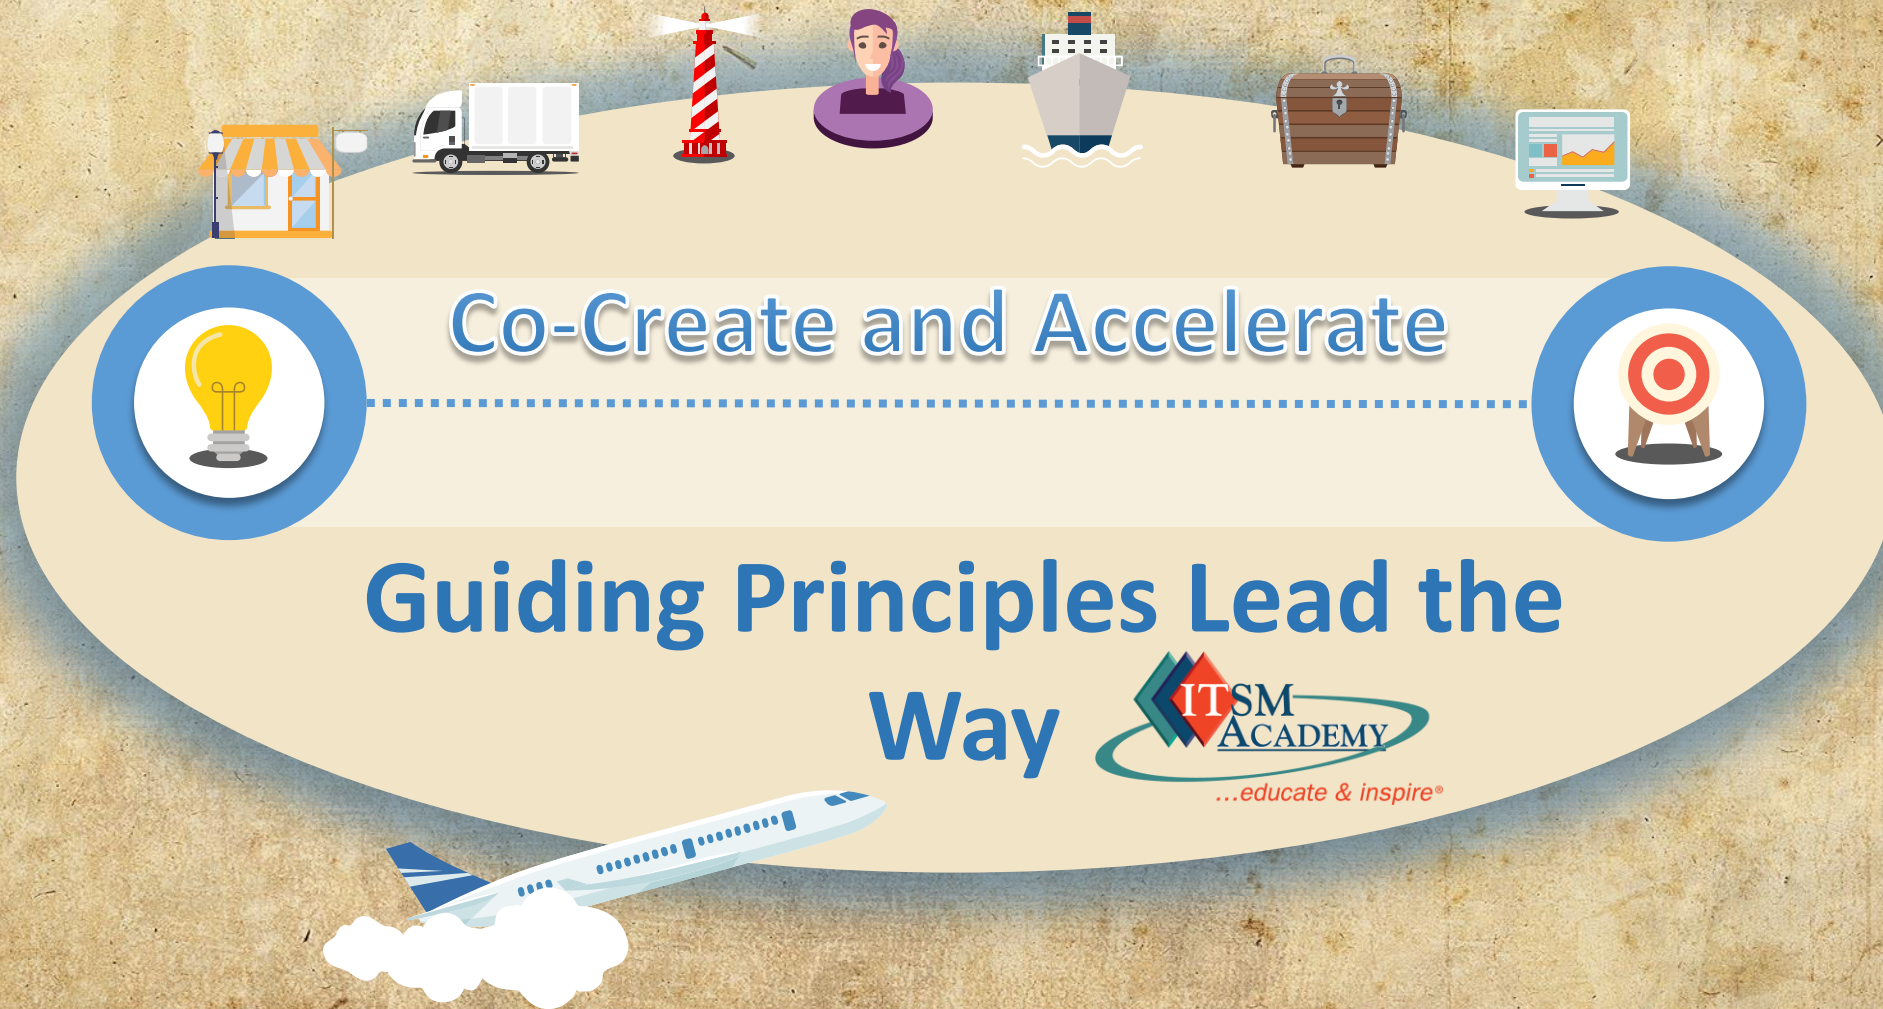 Co-Create and Accelerate
Guiding Principles Lead the
Way
ITSM
ACADEMY
...educate & inspire®